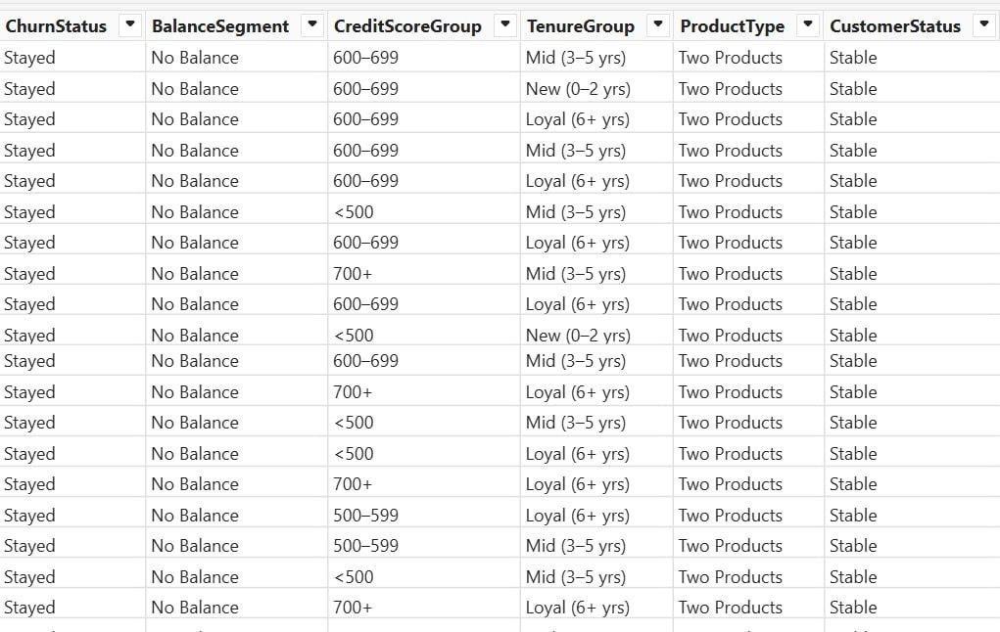 ChurnStatus BalanceSegment CreditScoreGroup TenureGroup ProductType CustomerStatus
Stayed No Balance 600–699 Mid (3–5 yrs) Two Products Stable
Stayed No Balance 600–699 New (0–2 yrs) Two Products Stable
Stayed No Balance 600–699 Loyal (6+ yrs) Two Products Stable
Stayed No Balance 600–699 Mid (3–5 yrs) Two Products Stable
Stayed No Balance 600–699 Loyal (6+ yrs) Two Products Stable
Stayed No Balance <500 Mid (3–5 yrs) Two Products Stable
Stayed No Balance 600–699 Loyal (6+ yrs) Two Products Stable
Stayed No Balance 700+ Mid (3–5 yrs) Two Products Stable
Stayed No Balance 600–699 Loyal (6+ yrs) Two Products Stable
Stayed No Balance <500 New (0–2 yrs) Two Products Stable
Stayed No Balance 600–699 Mid (3–5 yrs) Two Products Stable
Stayed No Balance 700+ Loyal (6+ yrs) Two Products Stable
Stayed No Balance <500 Mid (3–5 yrs) Two Products Stable
Stayed No Balance <500 Loyal (6+ yrs) Two Products Stable
Stayed No Balance 700+ Loyal (6+ yrs) Two Products Stable
Stayed No Balance 500–599 Loyal (6+ yrs) Two Products Stable
Stayed No Balance 500–599 Mid (3–5 yrs) Two Products Stable
Stayed No Balance <500 Mid (3–5 yrs) Two Products Stable
Stayed No Balance 700+ Loyal (6+ yrs) Two Products Stable